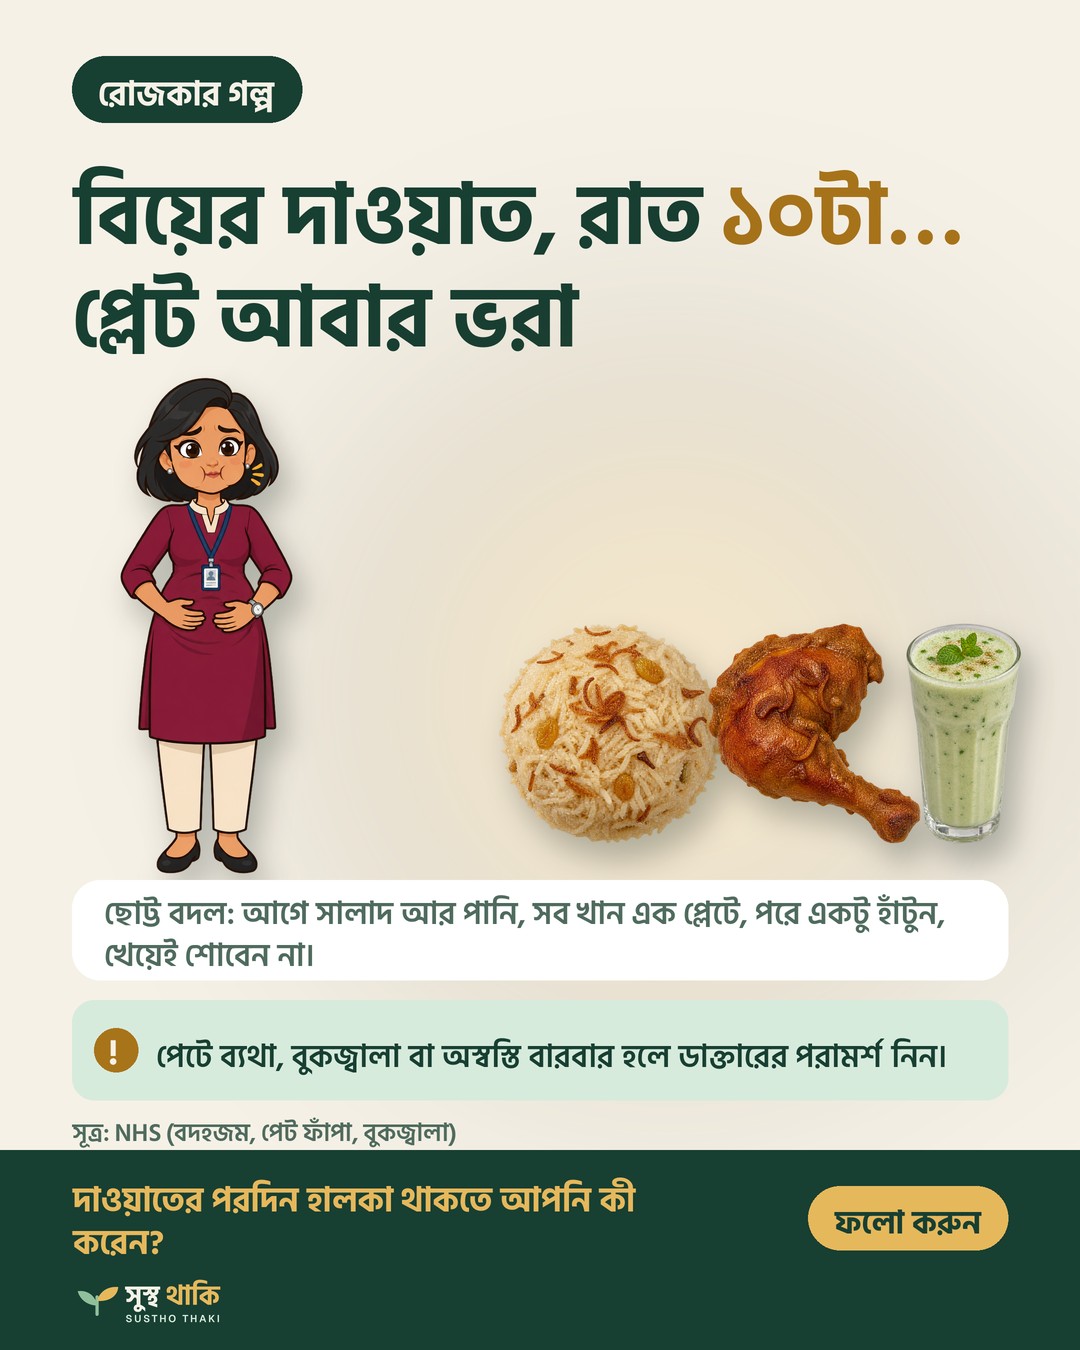 রোজকার গল্প
বিয়ের দাওয়াত, রাত ১০টা...
প্লেট আবার ভরা
ছোট্ট বদল: আগে সালাদ আর পানি, সব খান এক প্লেটে, পরে একটু হাঁটুন,
খেয়েই শোবেন না।
! পেটে ব্যথা, বুকজ্বালা বা অস্বস্তি বারবার হলে ডাক্তারের পরামর্শ নিন।
সূত্র: NHS (বদহজম, পেট ফাঁপা, বুকজ্বালা)
দাওয়াতের পরদিন হালকা থাকতে আপনি কী
করেন?
ফলো করুন
সুস্থ থাকি
SUSTHO THAKI